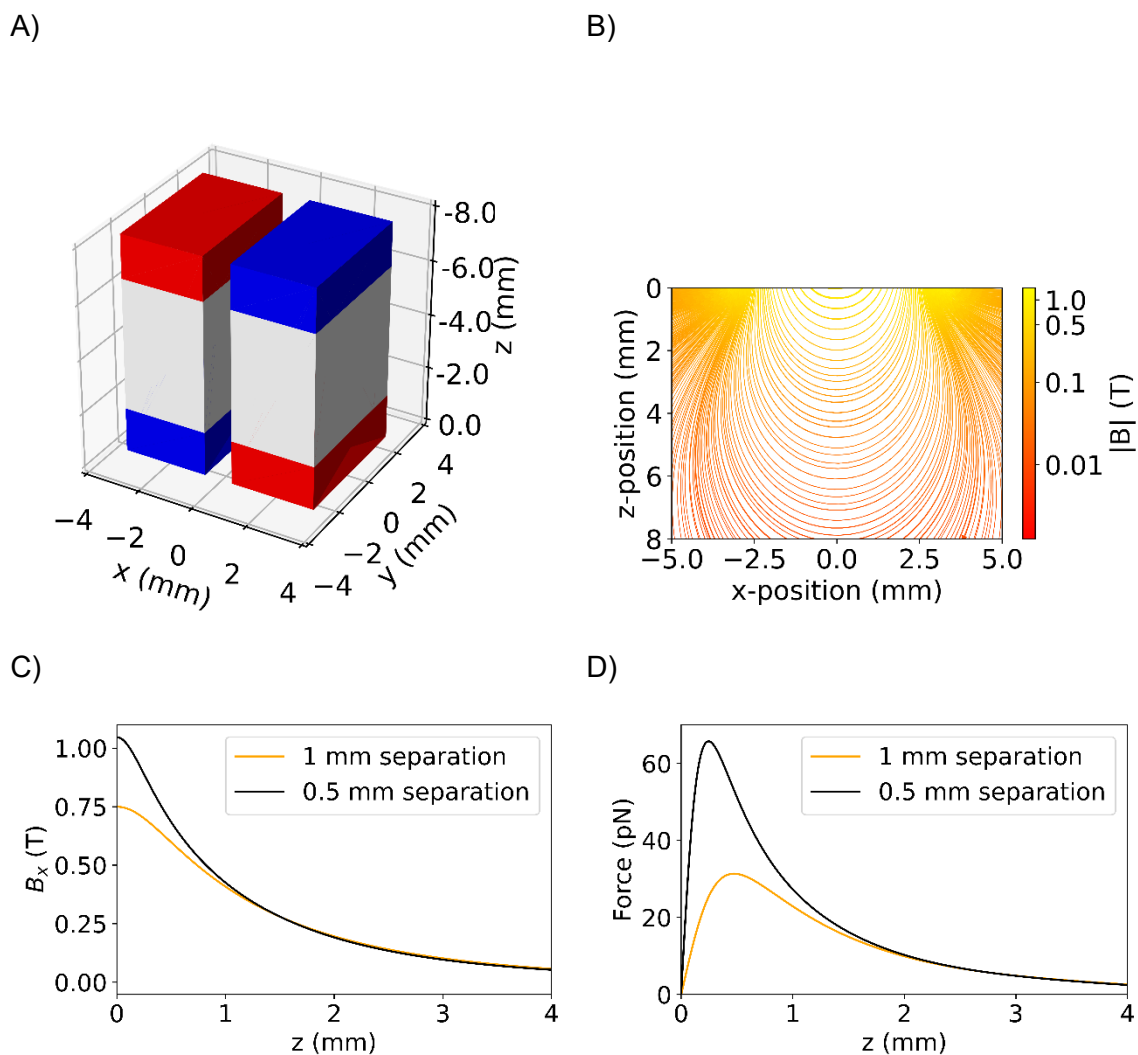 A)
B)
-8.0
-6.0
-4.0
-2.0
0.0
z (mm)
−4
−2
0
2
4
x (mm)
−2
0
2
4
y (mm)
0
2
4
6
8
z-position (mm)
−5.0
−2.5
0.0
2.5
5.0
x-position (mm)
1.0
0.5
0.1
0.01
|B| (T)
C)
D)
1.00
0.75
0.50
0.25
0.00
Bx (T)
1 mm separation
0.5 mm separation
0
1
2
3
4
z (mm)
60
40
20
0
Force (pN)
1 mm separation
0.5 mm separation
0
1
2
3
4
z (mm)